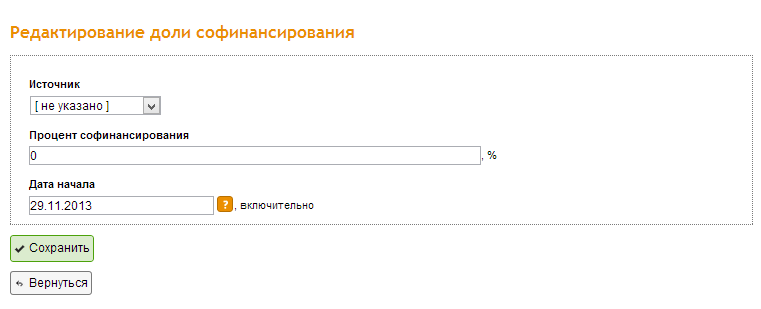 Редактирование доли софинансирования
Источник
[ не указано ]
Процент софинансирования
0, %
Дата начала
29.11.2013 ?, включительно
Сохранить
Вернуться